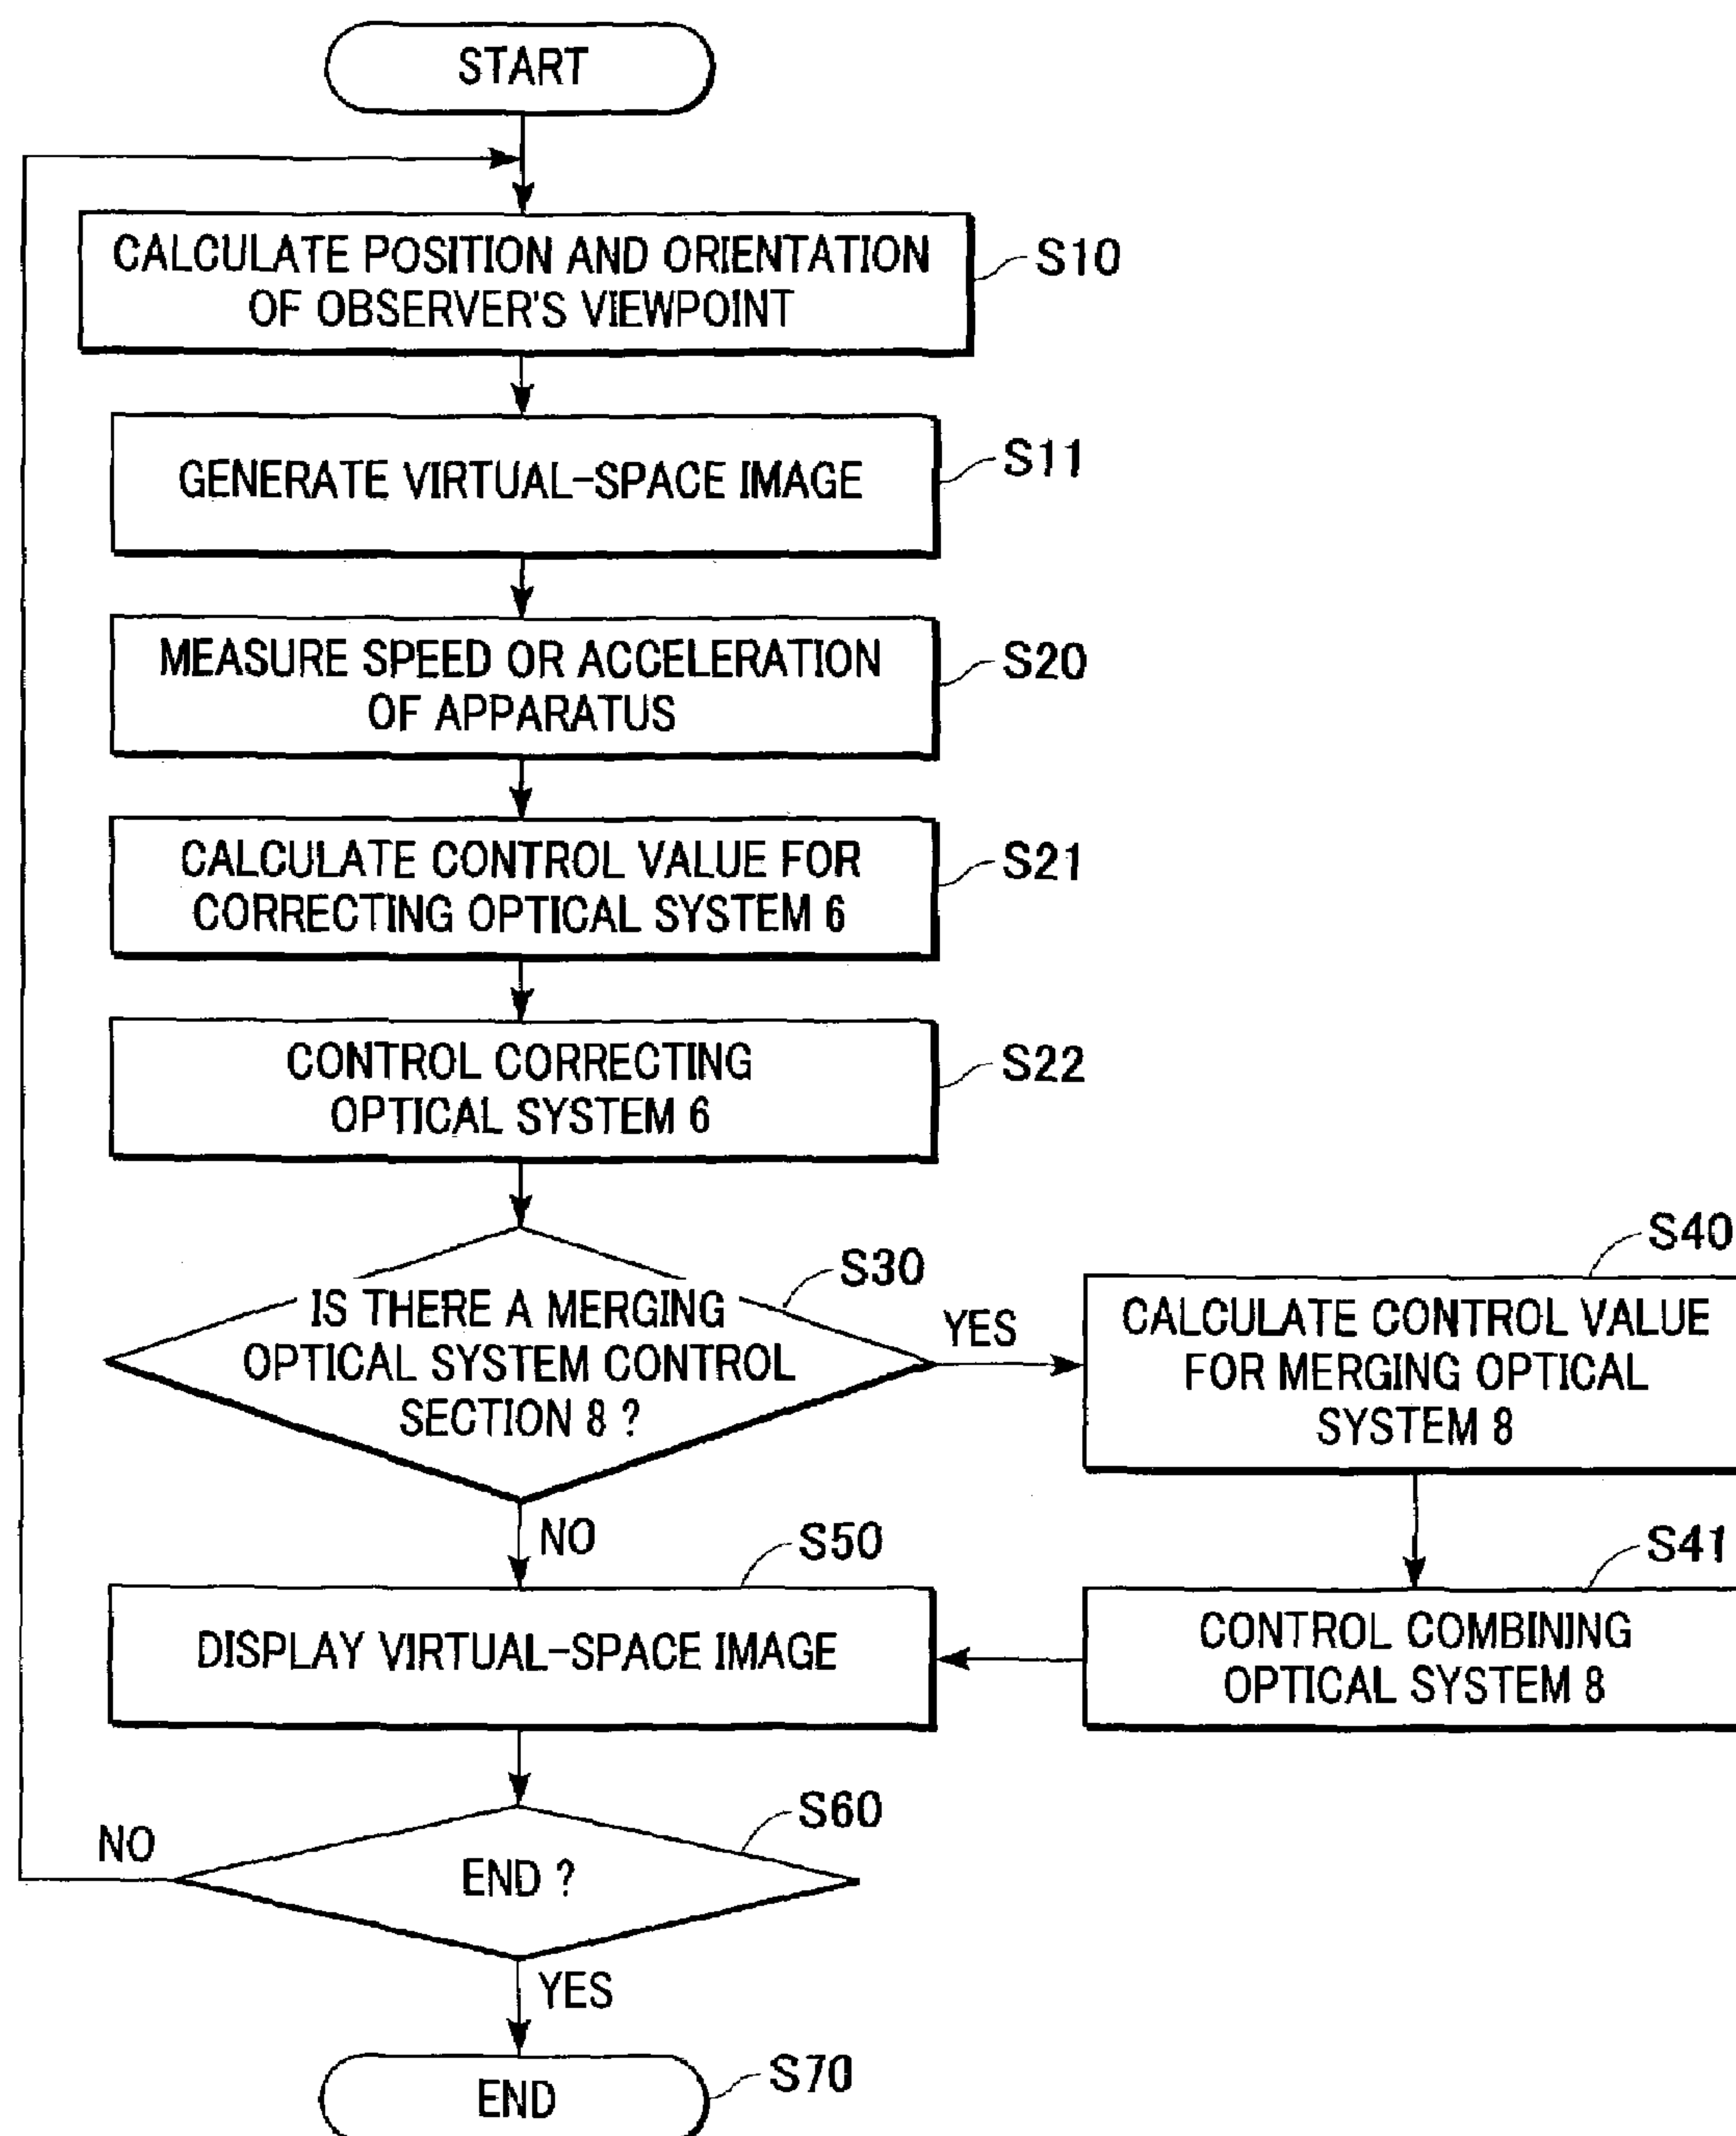 START
CALCULATE POSITION AND ORIENTATION
OF OBSERVER'S VIEWPOINT
S10
GENERATE VIRTUAL-SPACE IMAGE
S11
MEASURE SPEED OR ACCELERATION
OF APPARATUS
S20
CALCULATE CONTROL VALUE FOR
CORRECTING OPTICAL SYSTEM 6
S21
CONTROL CORRECTING
OPTICAL SYSTEM 6
S22
IS THERE A MERGING
OPTICAL SYSTEM CONTROL
SECTION 8 ?
S30
YES
S40
CALCULATE CONTROL VALUE
FOR MERGING OPTICAL
SYSTEM 8
NO
S50
DISPLAY VIRTUAL-SPACE IMAGE
S41
CONTROL COMBINING
OPTICAL SYSTEM 8
S60
NO
END ?
YES
END
S70